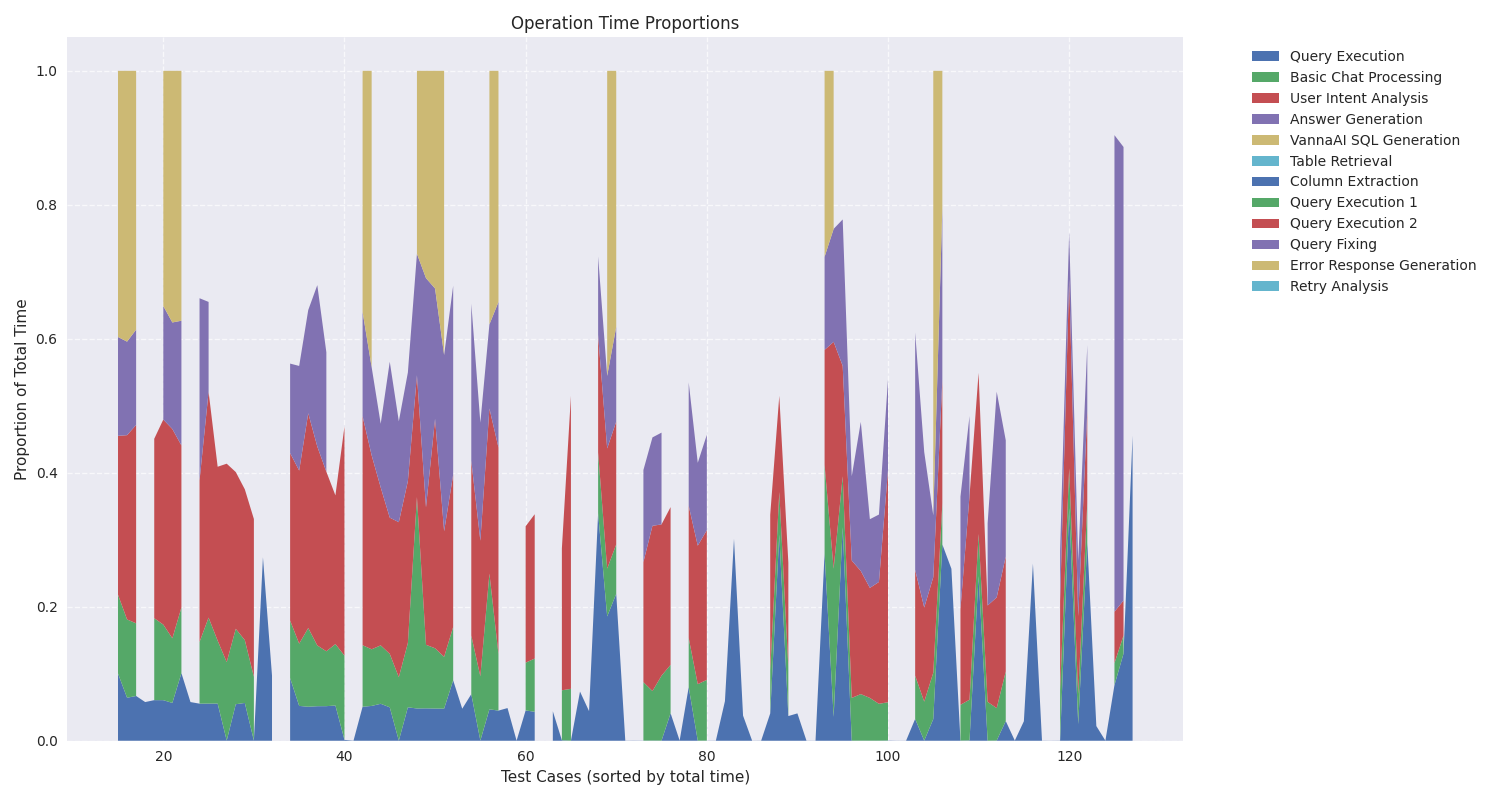 Operation Time Proportions
Proportion of Total Time
1.0
0.8
0.6
0.4
0.2
0.0
20 40 60 80 100 120
Test Cases (sorted by total time)
Query Execution
Basic Chat Processing
User Intent Analysis
Answer Generation
VannaAI SQL Generation
Table Retrieval
Column Extraction
Query Execution 1
Query Execution 2
Query Fixing
Error Response Generation
Retry Analysis